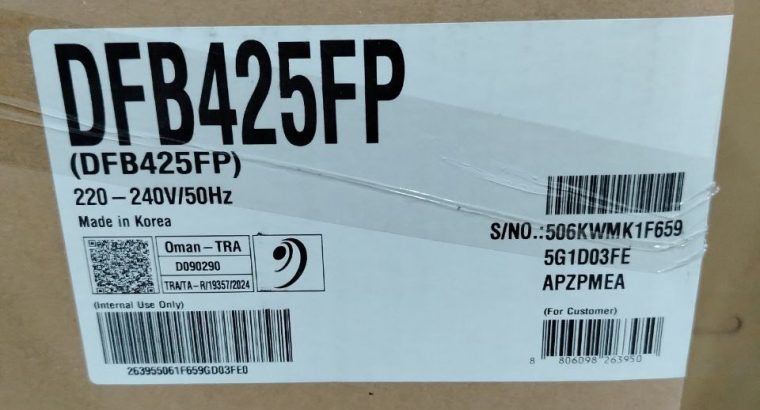 DFB425FP
(DFB425FP)
220-240V/50Hz
Made in Korea
S/NO.:506KWMK1F659
5G1D03FE
APZPMEA
Oman-TRA
D090290
TRA/TA-R/19357/2024
(Internal Use Only)
263955061F659GD03FE0
(For Customer)
8 806098 263950